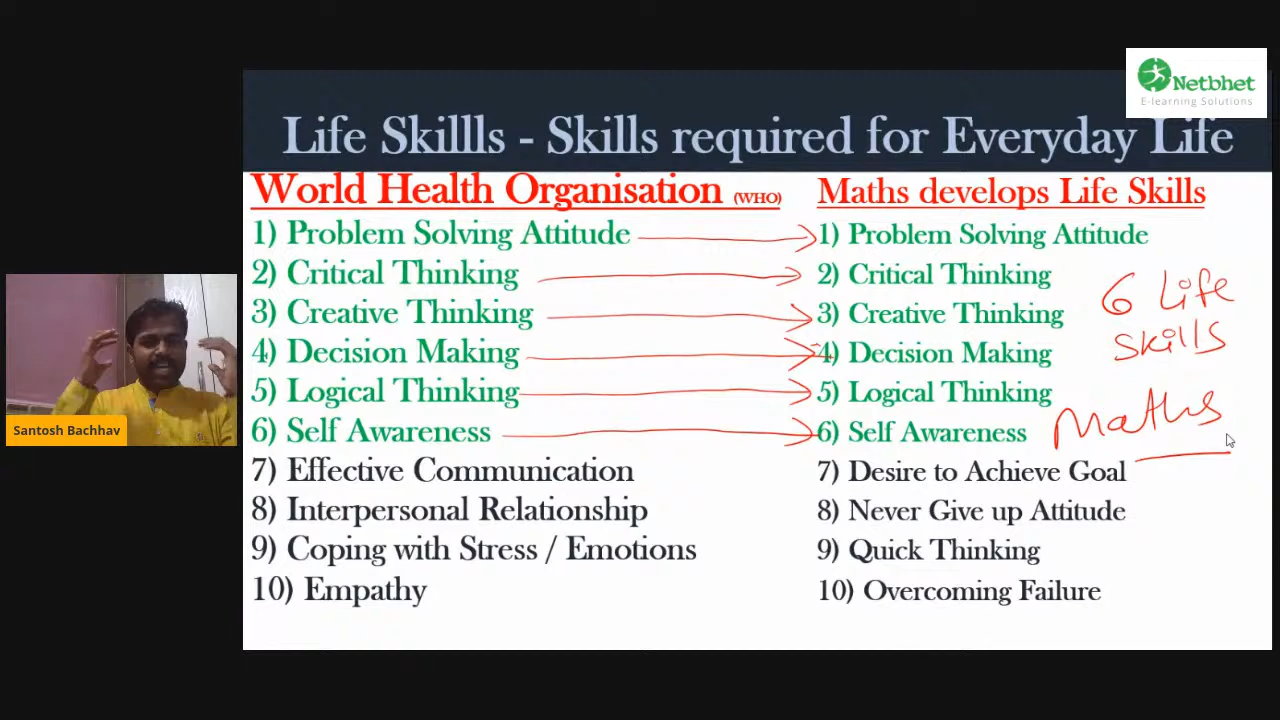 Netbhet
E-learning Solutions
Life Skillls - Skills required for Everyday Life
World Health Organisation (WHO)
1) Problem Solving Attitude
2) Critical Thinking
3) Creative Thinking
4) Decision Making
5) Logical Thinking
6) Self Awareness
7) Effective Communication
8) Interpersonal Relationship
9) Coping with Stress / Emotions
10) Empathy
Maths develops Life Skills
1) Problem Solving Attitude
2) Critical Thinking
3) Creative Thinking
4) Decision Making
5) Logical Thinking
6) Self Awareness
7) Desire to Achieve Goal
8) Never Give up Attitude
9) Quick Thinking
10) Overcoming Failure
6 Life
skills
Maths
Santosh Bachhav